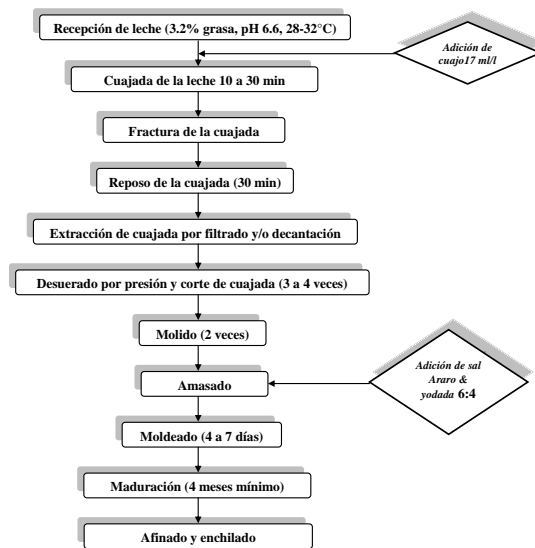 Recepción de leche (3.2% grasa, pH 6.6, 28-32°C)
Adición de
cuajo17 ml/l
Cuajada de la leche 10 a 30 min
Fractura de la cuajada
Reposo de la cuajada (30 min)
Extracción de cuajada por filtrado y/o decantación
Desuerado por presión y corte de cuajada (3 a 4 veces)
Molido (2 veces)
Adición de sal
Araro &
yodada 6:4
Amasado
Moldeado (4 a 7 días)
Maduración (4 meses mínimo)
Afinado y enchilado